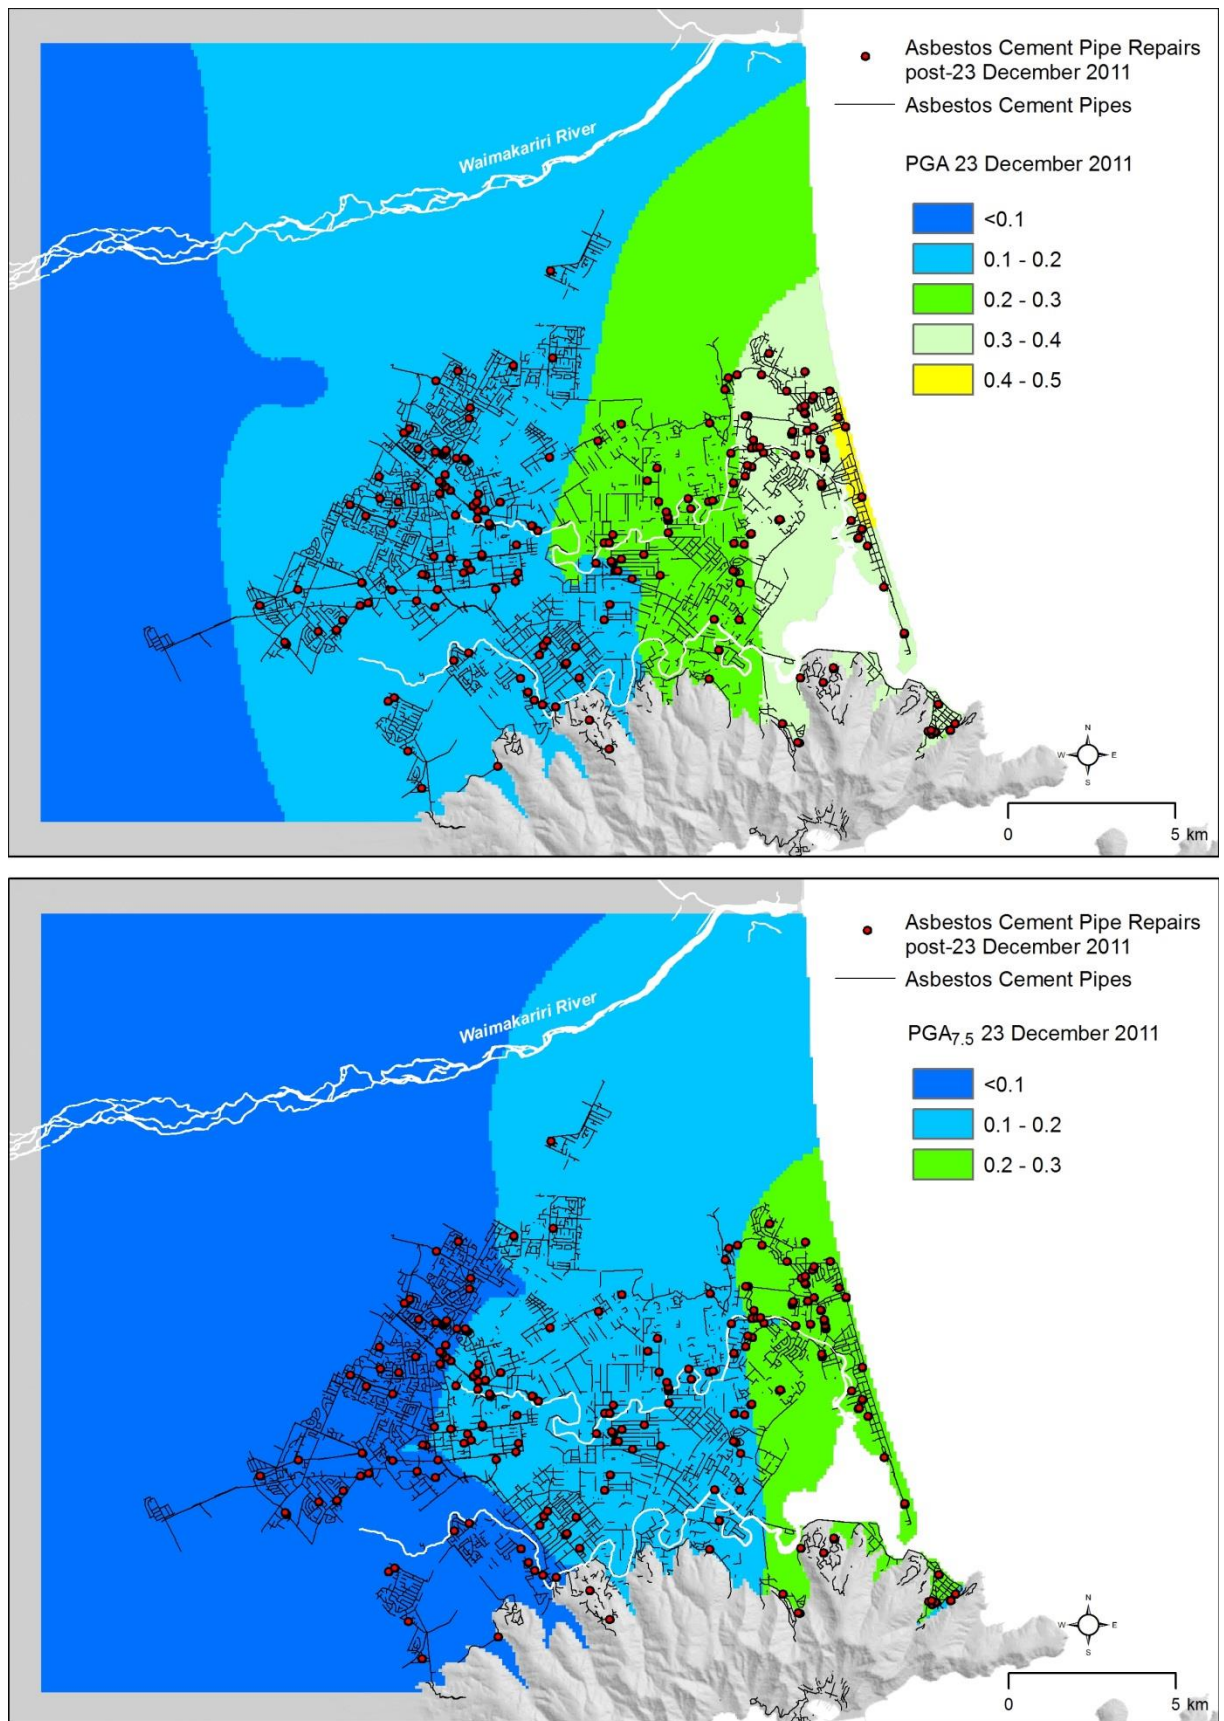 Asbestos Cement Pipe Repairs
post-23 December 2011
Asbestos Cement Pipes
Waimakariri River
PGA 23 December 2011
<0.1
0.1 - 0.2
0.2 - 0.3
0.3 - 0.4
0.4 - 0.5
N
W E
S
0 5 km
Asbestos Cement Pipe Repairs
post-23 December 2011
Asbestos Cement Pipes
Waimakariri River
PGA7.5 23 December 2011
<0.1
0.1 - 0.2
0.2 - 0.3
N
W E
S
0 5 km